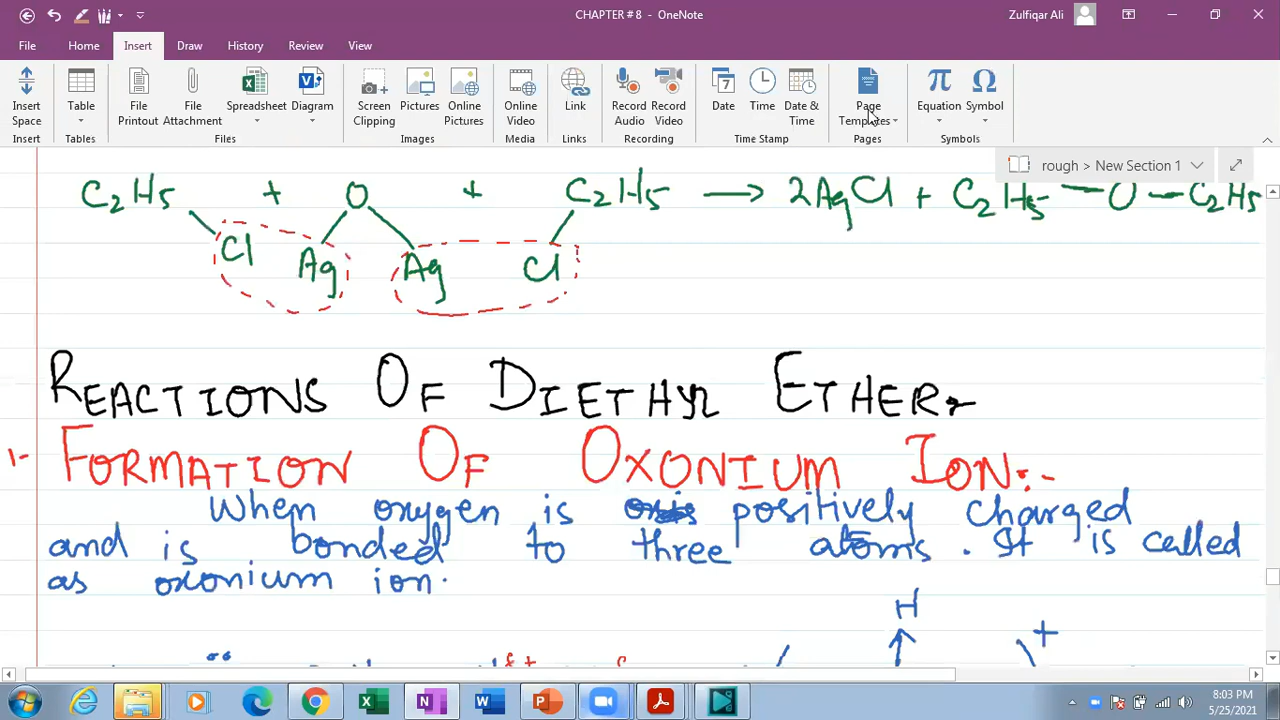 CHAPTER # 8 - OneNote
Zulfiqar Ali
File Home Insert Draw History Review View
Insert Space
Table
File Printout
File Attachment
Spreadsheet
Diagram
Screen Clipping
Pictures
Online Pictures
Online Video
Link
Record Audio
Record Video
Date
Time
Date & Time
Page Templates
Equation
Symbol
Insert Tables Files Images Media Links Recording Time Stamp Pages Symbols
rough > New Section 1
C2H5 + O + C2H5 → 2AgCl + C2H5 — O — C2H5
Cl Ag Ag Cl
REACTIONS OF DIETHYL ETHER
1- FORMATION OF OXONIUM ION:-
When oxygen is positively charged
and is bonded to three atoms. It is called
as oxonium ion.
H
+
8:03 PM
5/25/2021